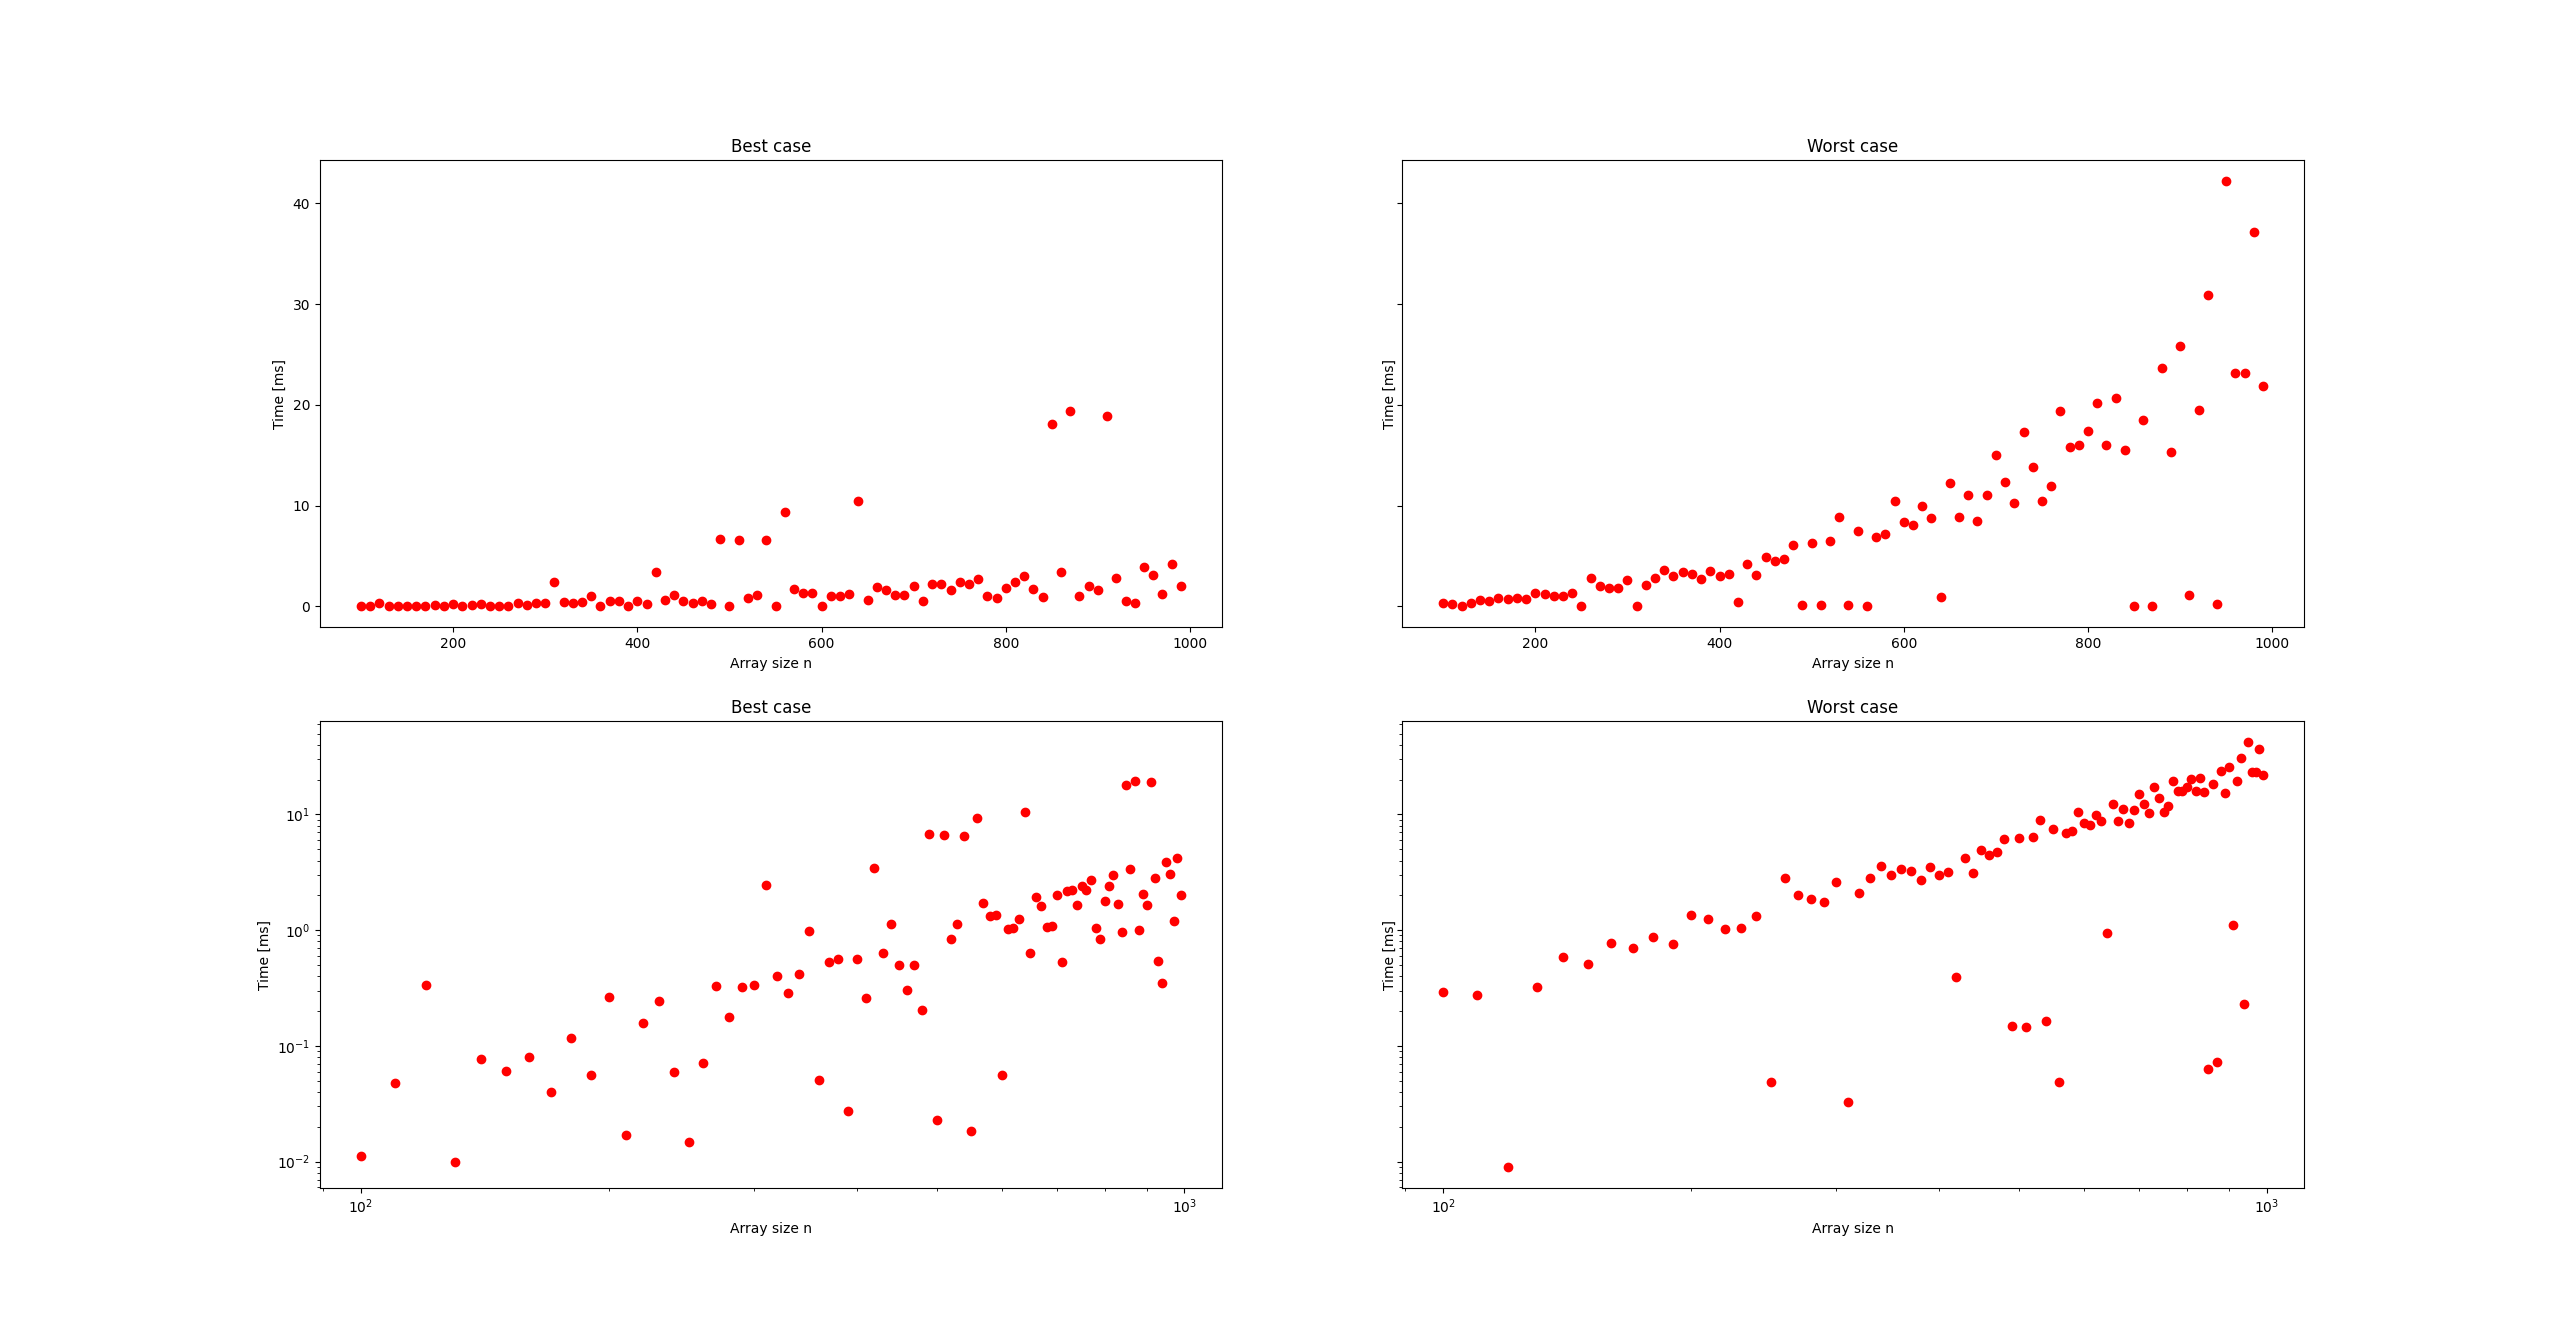 Best case
Time [ms]
40
30
20
10
0
200 400 600 800 1000
Array size n
Worst case
Time [ms]
200 400 600 800 1000
Array size n
Best case
Time [ms]
10¹
10⁰
10⁻¹
10⁻²
10² 10³
Array size n
Worst case
Time [ms]
10² 10³
Array size n